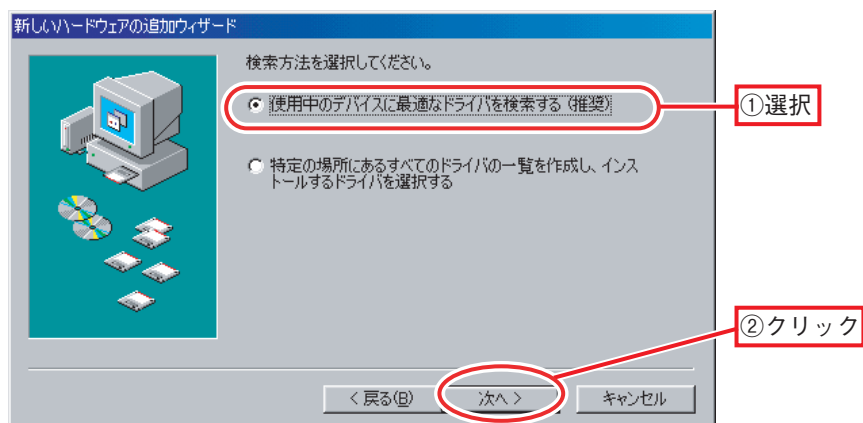 新しいハードウェアの追加ウィザード
検索方法を選択してください。
使用中のデバイスに最適なドライバを検索する (推奨)
①選択
特定の場所にあるすべてのドライバの一覧を作成し、インス
トールするドライバを選択する
②クリック
< 戻る(B)
次へ >
キャンセル